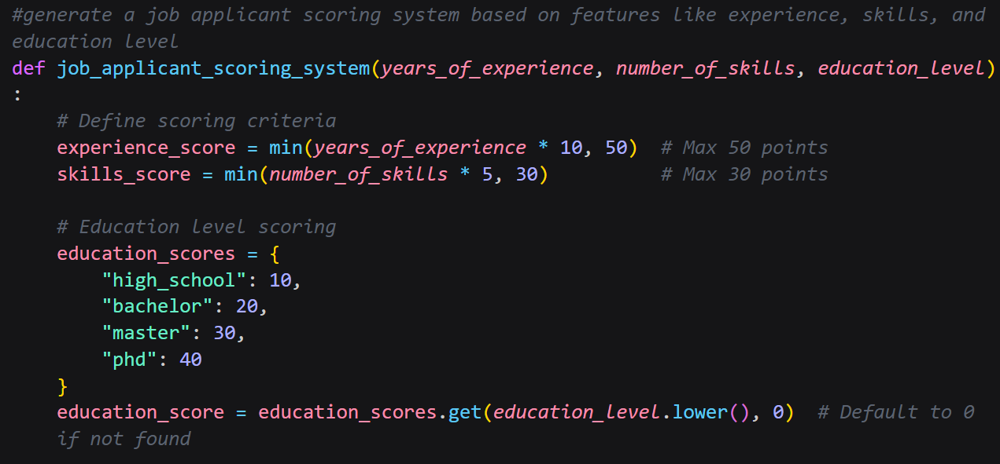 #generate a job applicant scoring system based on features like experience, skills, and
education level
def job_applicant_scoring_system(years_of_experience, number_of_skills, education_level)
:
    # Define scoring criteria
    experience_score = min(years_of_experience * 10, 50)  # Max 50 points
    skills_score = min(number_of_skills * 5, 30)          # Max 30 points

    # Education level scoring
    education_scores = {
        "high_school": 10,
        "bachelor": 20,
        "master": 30,
        "phd": 40
    }
    education_score = education_scores.get(education_level.lower(), 0)  # Default to 0
    if not found